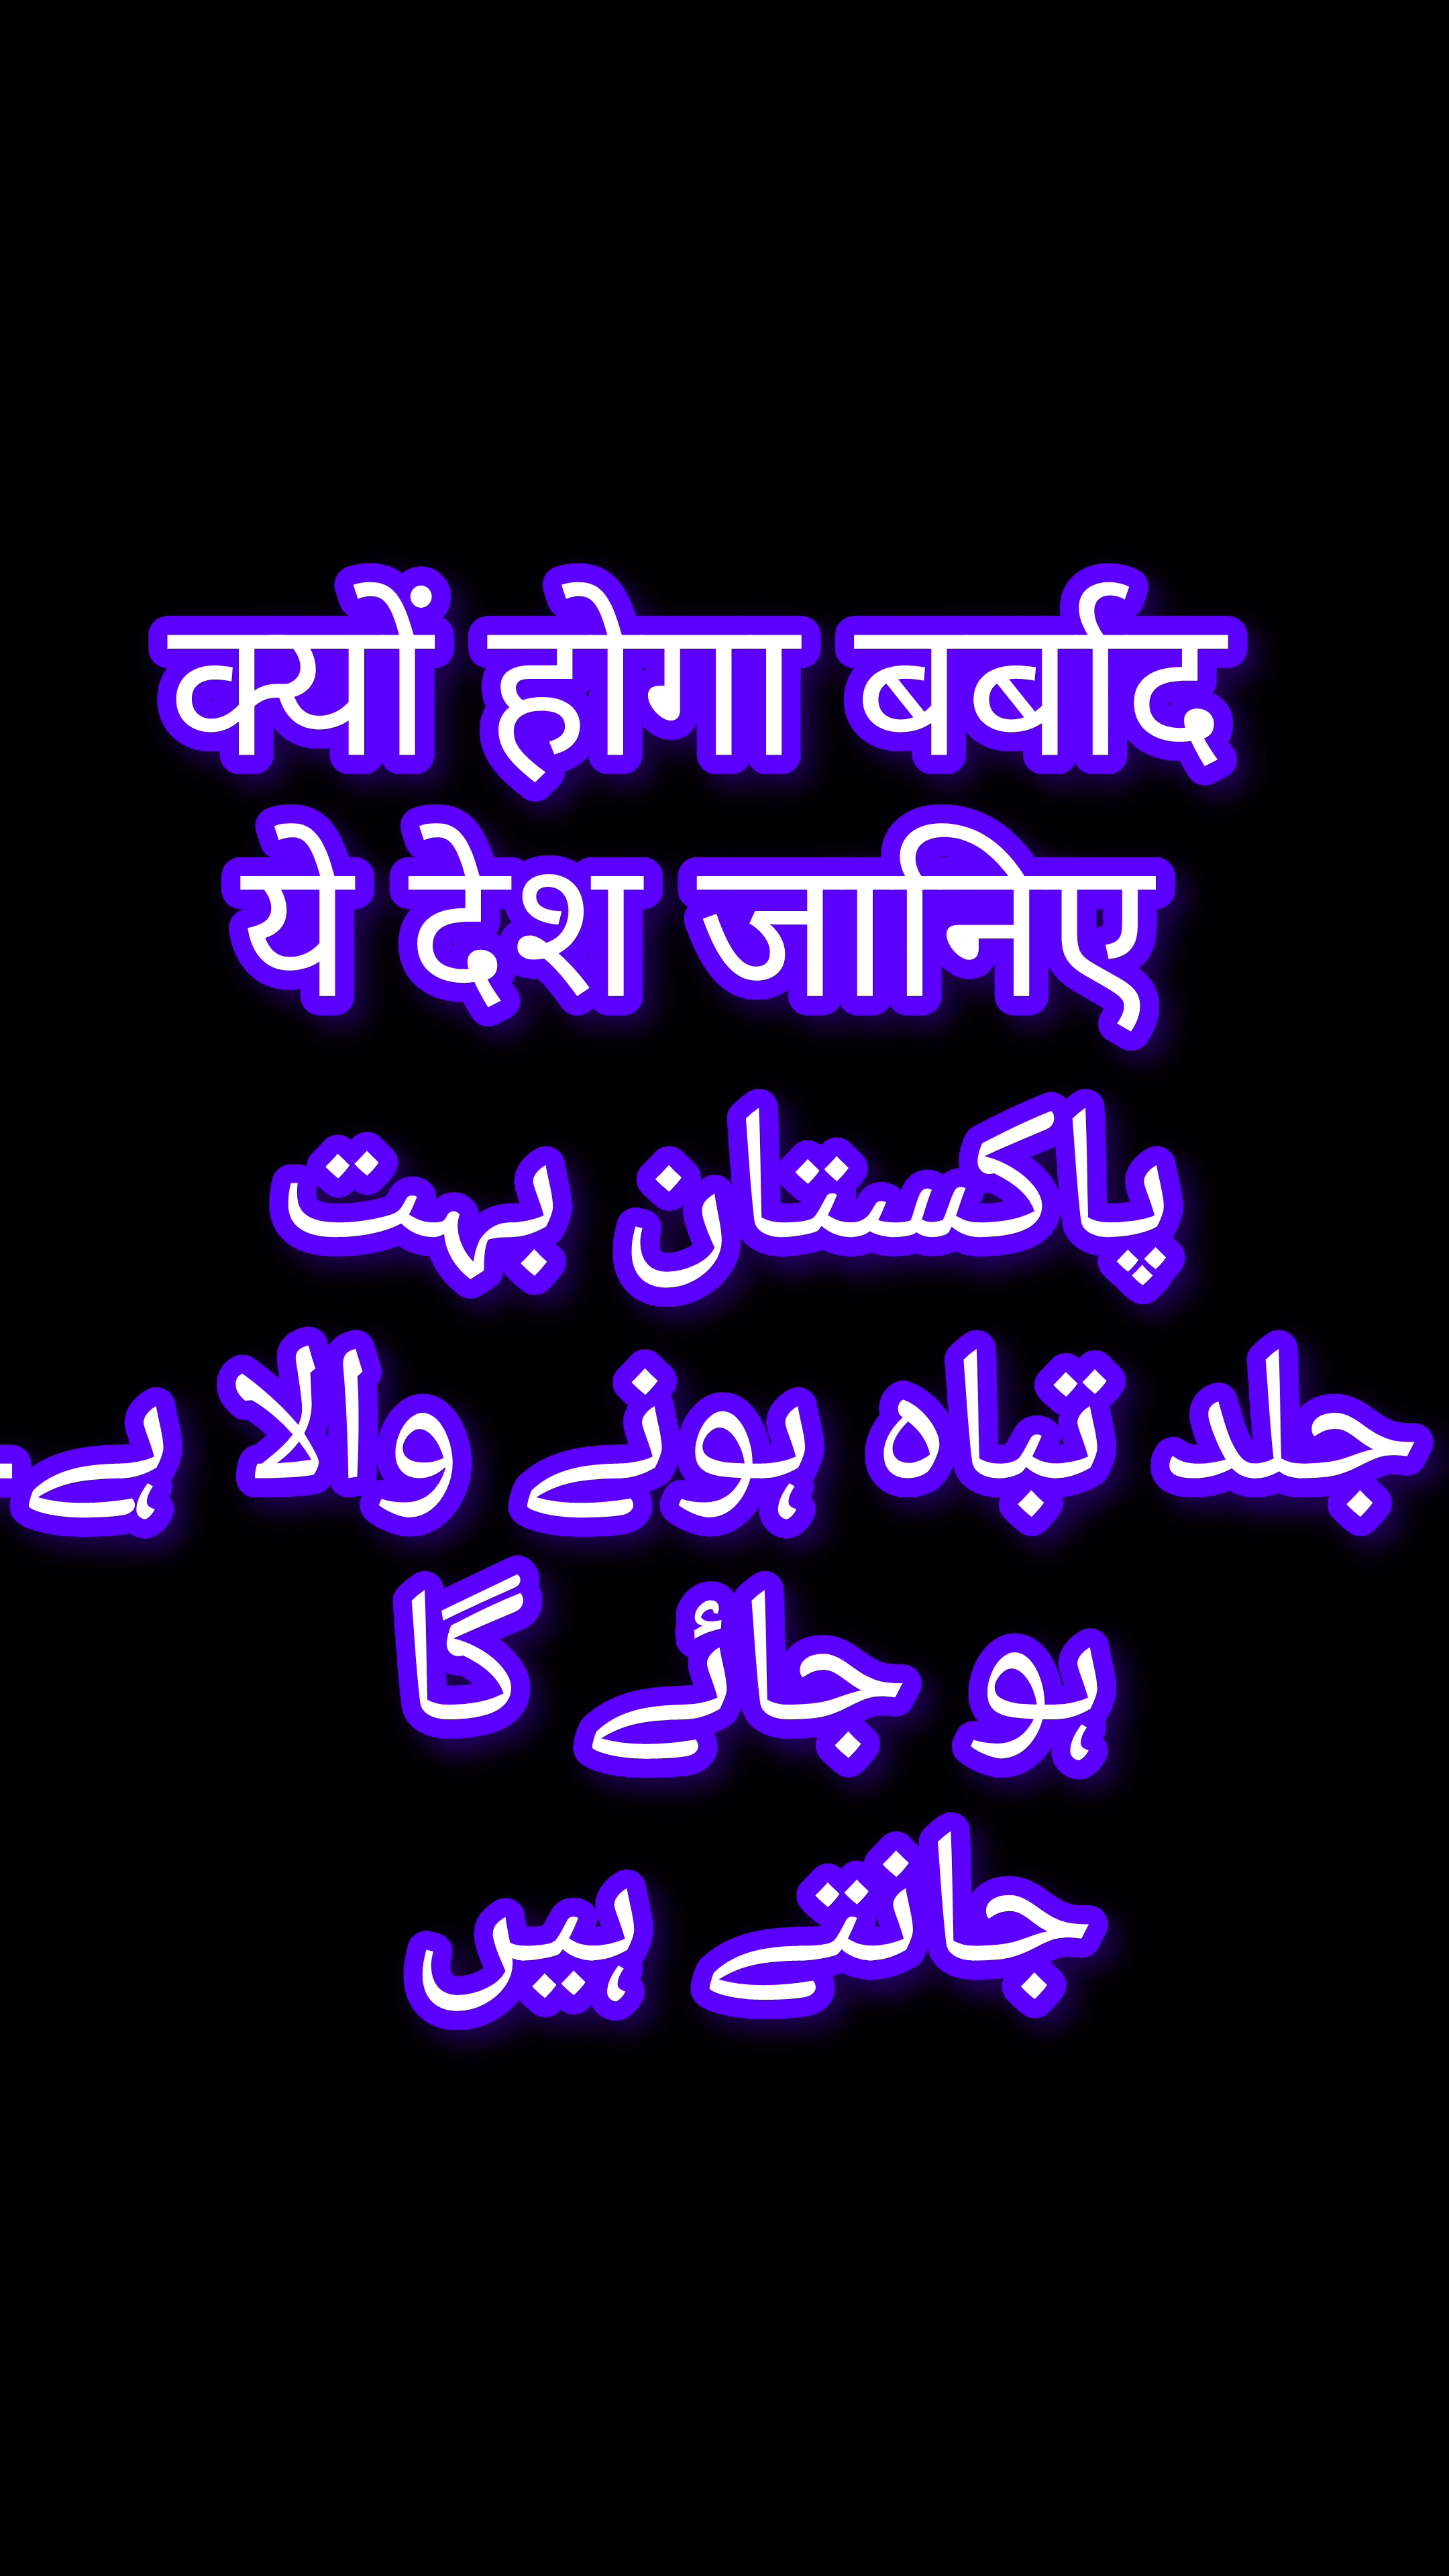 क्यों होगा बर्बाद
ये देश जानिए
پاکستان بہت
جلد تباہ ہونے والا ہے۔
ہو جائے گا
جانتے ہیں